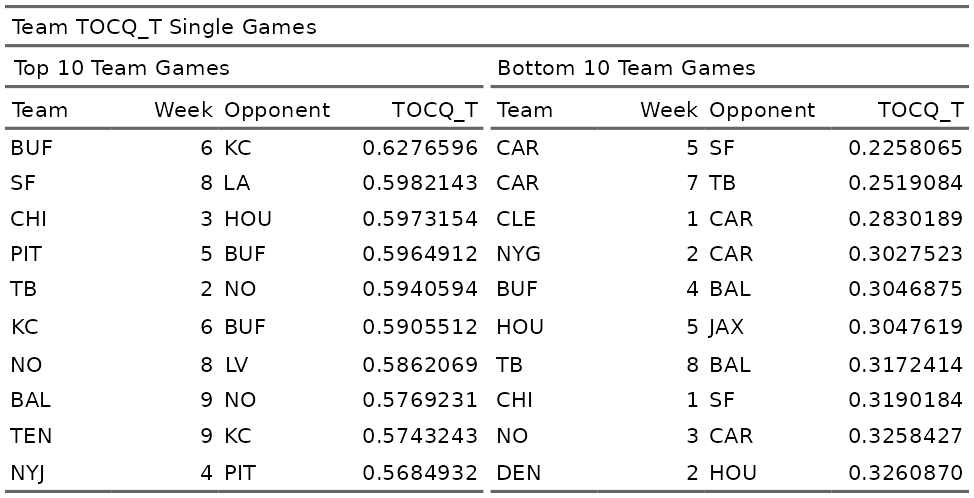 Team TOCQ_T Single Games
Top 10 Team Games Bottom 10 Team Games
Team Week Opponent TOCQ_T Team Week Opponent TOCQ_T
BUF 6 KC 0.6276596 CAR 5 SF 0.2258065
SF 8 LA 0.5982143 CAR 7 TB 0.2519084
CHI 3 HOU 0.5973154 CLE 1 CAR 0.2830189
PIT 5 BUF 0.5964912 NYG 2 CAR 0.3027523
TB 2 NO 0.5940594 BUF 4 BAL 0.3046875
KC 6 BUF 0.5905512 HOU 5 JAX 0.3047619
NO 8 LV 0.5862069 TB 8 BAL 0.3172414
BAL 9 NO 0.5769231 CHI 1 SF 0.3190184
TEN 9 KC 0.5743243 NO 3 CAR 0.3258427
NYJ 4 PIT 0.5684932 DEN 2 HOU 0.3260870